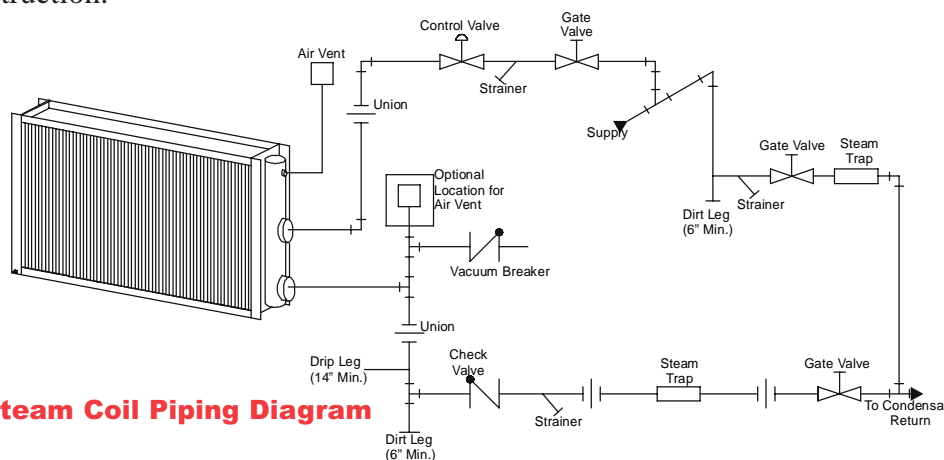 truction.
Control Valve
Gate
Valve
Air Vent
Union
Strainer
Supply
Gate Valve
Steam
Trap
Strainer
Dirt Leg
(6" Min.)
Optional
Location for
Air Vent
Vacuum Breaker
Union
Drip Leg
(14" Min.)
Check
Valve
Steam
Trap
Gate Valve
Strainer
To Condensa
Return
team Coil Piping Diagram
Dirt Leg
(6" Min.)